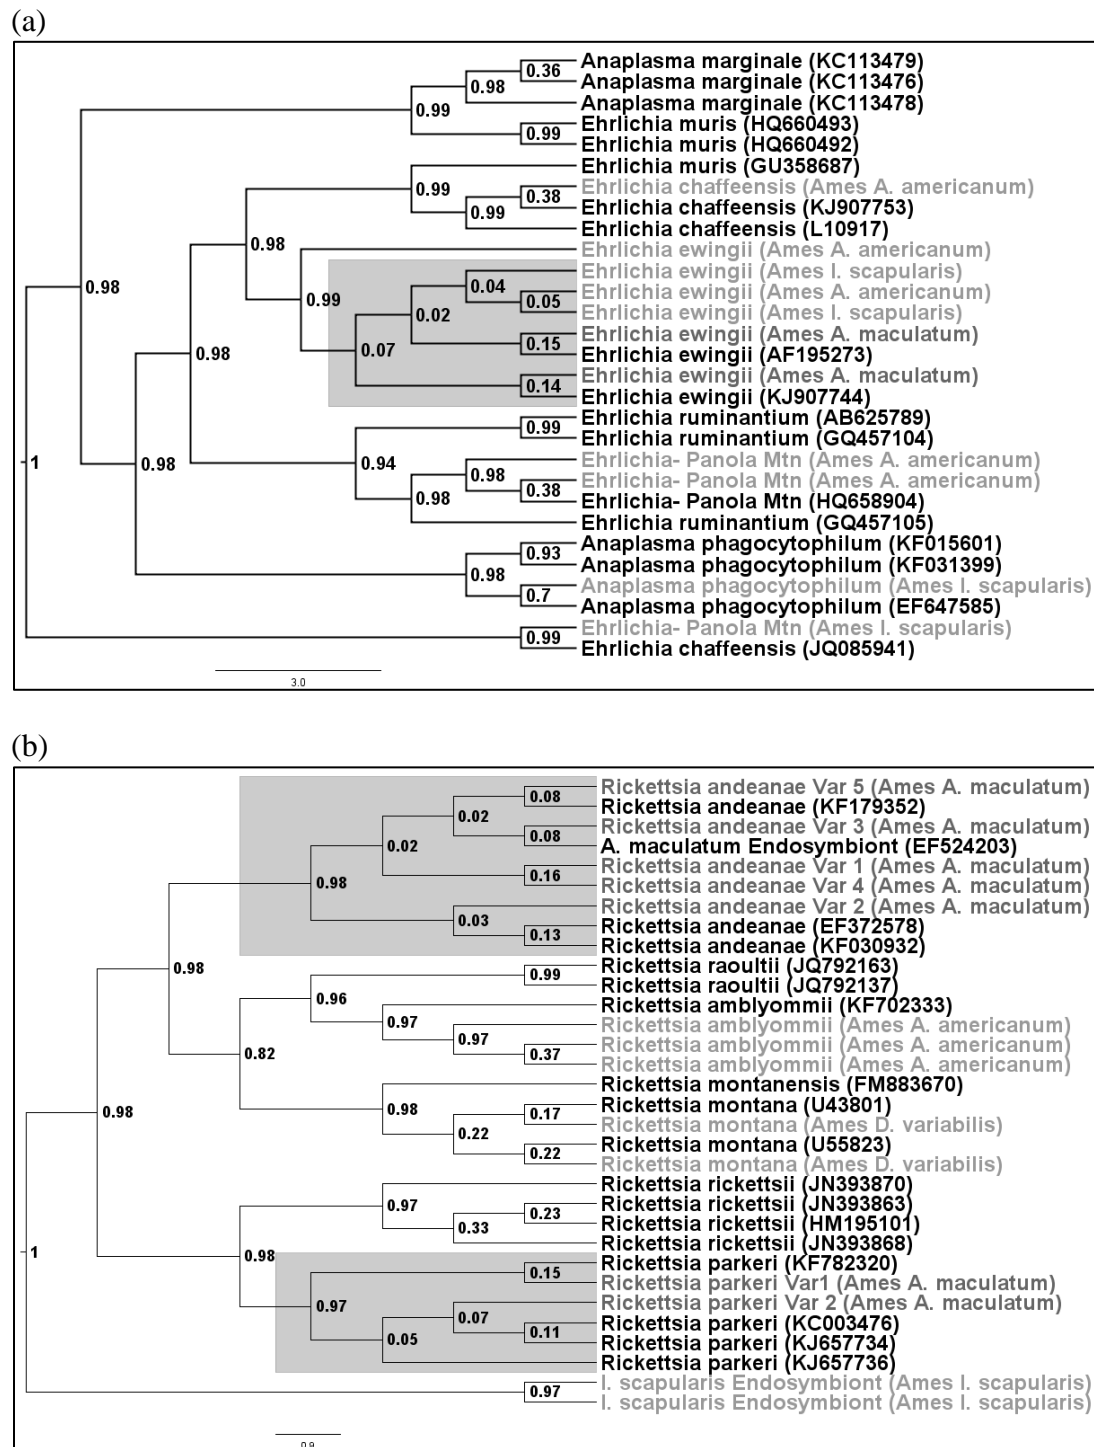 (a)
Anaplasma marginale (KC113479)
0.36
Anaplasma marginale (KC113476)
0.98
Anaplasma marginale (KC113478)
0.99
Ehrlichia muris (HQ660493)
0.99
Ehrlichia muris (HQ660492)
Ehrlichia muris (GU358687)
0.99
Ehrlichia chaffeensis (Ames A. americanum)
0.38
Ehrlichia chaffeensis (KJ907753)
0.99
Ehrlichia chaffeensis (L10917)
0.98
Ehrlichia ewingii (Ames A. americanum)
Ehrlichia ewingii (Ames I. scapularis)
0.98
0.04
Ehrlichia ewingii (Ames A. americanum)
0.99
0.05
Ehrlichia ewingii (Ames I. scapularis)
0.02
Ehrlichia ewingii (Ames A. maculatum)
0.15
0.98
0.07
Ehrlichia ewingii (AF195273)
Ehrlichia ewingii (Ames A. maculatum)
0.14
Ehrlichia ewingii (KJ907744)
Ehrlichia ruminantium (AB625789)
0.99
Ehrlichia ruminantium (GQ457104)
1
0.98
0.94
Ehrlichia- Panola Mtn (Ames A. americanum)
0.98
Ehrlichia- Panola Mtn (Ames A. americanum)
0.38
0.98
Ehrlichia- Panola Mtn (HQ658904)
Ehrlichia ruminantium (GQ457105)
Anaplasma phagocytophilum (KF015601)
0.93
Anaplasma phagocytophilum (KF031399)
0.98
Anaplasma phagocytophilum (Ames I. scapularis)
0.7
Anaplasma phagocytophilum (EF647585)
Ehrlichia- Panola Mtn (Ames I. scapularis)
0.99
Ehrlichia chaffeensis (JQ085941)
3.0
(b)
Rickettsia andeanae Var 5 (Ames A. maculatum)
0.08
Rickettsia andeanae (KF179352)
0.02
Rickettsia andeanae Var 3 (Ames A. maculatum)
0.08
0.02
A. maculatum Endosymbiont (EF524203)
Rickettsia andeanae Var 1 (Ames A. maculatum)
0.16
0.98
Rickettsia andeanae Var 4 (Ames A. maculatum)
Rickettsia andeanae Var 2 (Ames A. maculatum)
0.03
Rickettsia andeanae (EF372578)
0.13
Rickettsia andeanae (KF030932)
0.98
Rickettsia raoultii (JQ792163)
0.99
Rickettsia raoultii (JQ792137)
0.96
Rickettsia amblyommii (KF702333)
0.97
Rickettsia amblyommii (Ames A. americanum)
0.97
Rickettsia amblyommii (Ames A. americanum)
0.82
0.37
Rickettsia amblyommii (Ames A. americanum)
Rickettsia montanensis (FM883670)
0.98
0.98
Rickettsia montana (U43801)
0.17
Rickettsia montana (Ames D. variabilis)
0.22
Rickettsia montana (U55823)
0.22
Rickettsia montana (Ames D. variabilis)
Rickettsia rickettsii (JN393870)
0.97
Rickettsia rickettsii (JN393863)
0.23
0.33
Rickettsia rickettsii (HM195101)
Rickettsia rickettsii (JN393868)
1
0.98
Rickettsia parkeri (KF782320)
0.15
Rickettsia parkeri Var1 (Ames A. maculatum)
0.97
Rickettsia parkeri Var 2 (Ames A. maculatum)
0.07
Rickettsia parkeri (KC003476)
0.05
0.11
Rickettsia parkeri (KJ657734)
Rickettsia parkeri (KJ657736)
I. scapularis Endosymbiont (Ames I. scapularis)
0.97
I. scapularis Endosymbiont (Ames I. scapularis)
0.9